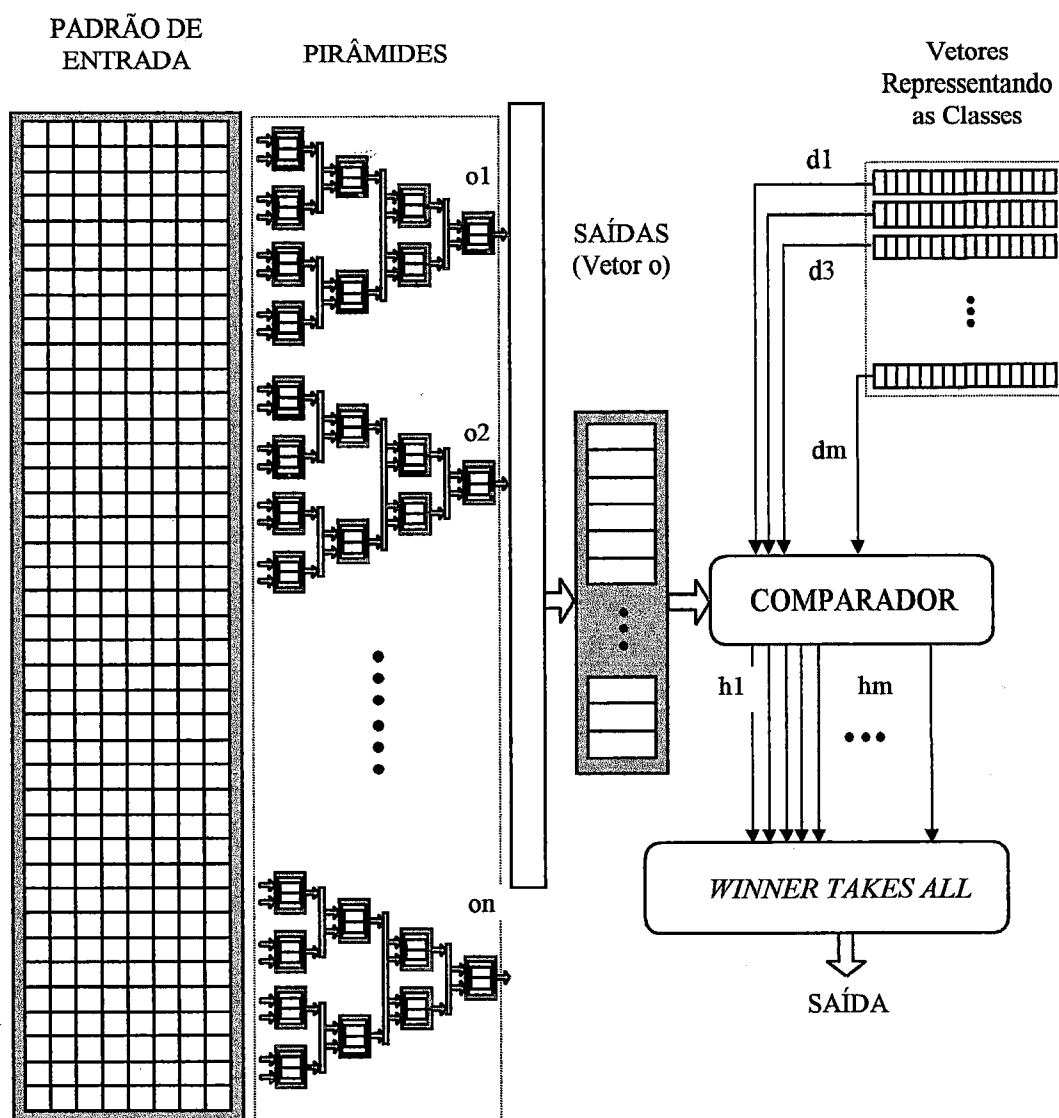 PADRÃO DE
ENTRADA
PIRÂMIDES
Vetores
Repressentando
as Classes
o1
d1
SAÍDAS
(Vetor o)
d3
o2
dm
COMPARADOR
h1
hm
on
WINNER TAKES ALL
SAÍDA